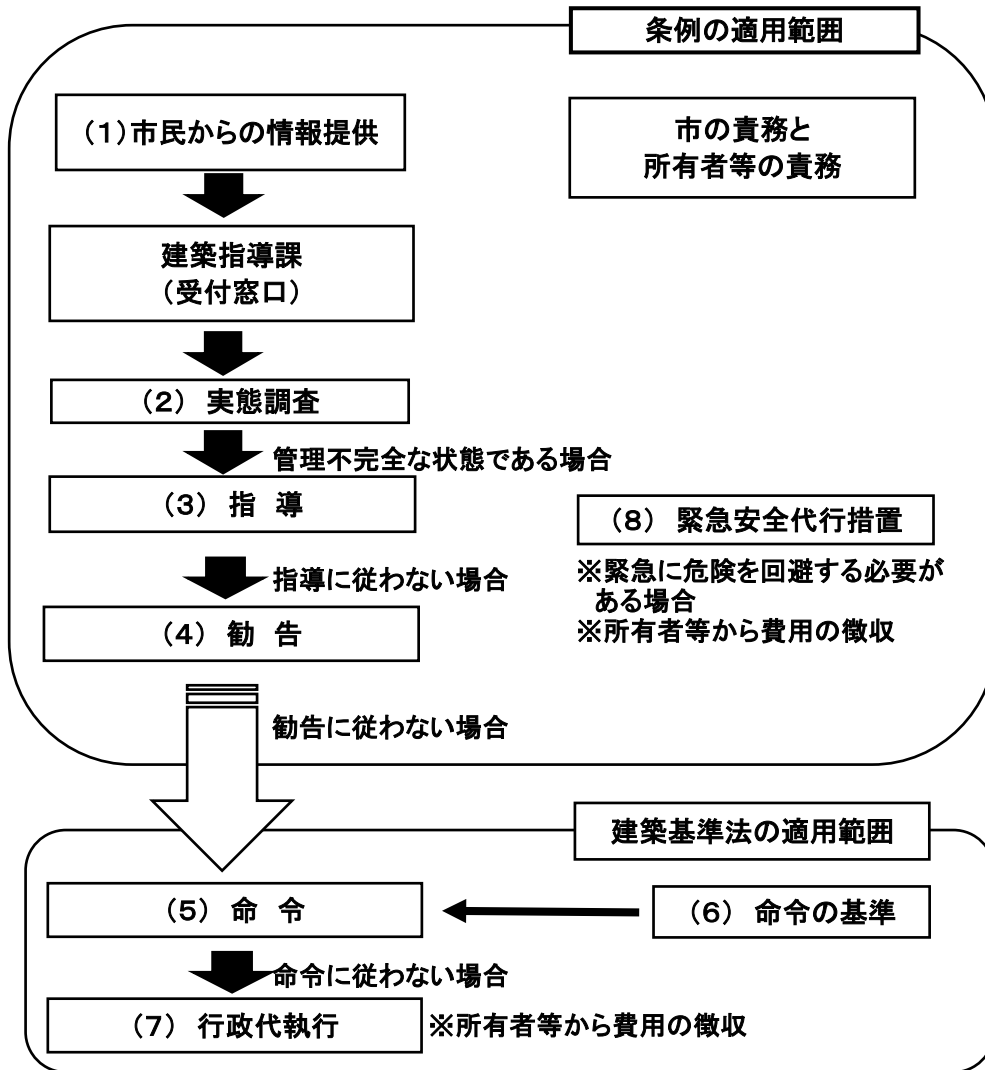 条例の適用範囲
(1)市民からの情報提供
市の責務と
所有者等の責務
建築指導課
(受付窓口)
(2) 実態調査
管理不完全な状態である場合
(3) 指 導
(8) 緊急安全代行措置
※緊急に危険を回避する必要が
ある場合
※所有者等から費用の徴収
指導に従わない場合
(4) 勧 告
勧告に従わない場合
建築基準法の適用範囲
(5) 命 令
(6) 命令の基準
命令に従わない場合
(7) 行政代執行
※所有者等から費用の徴収